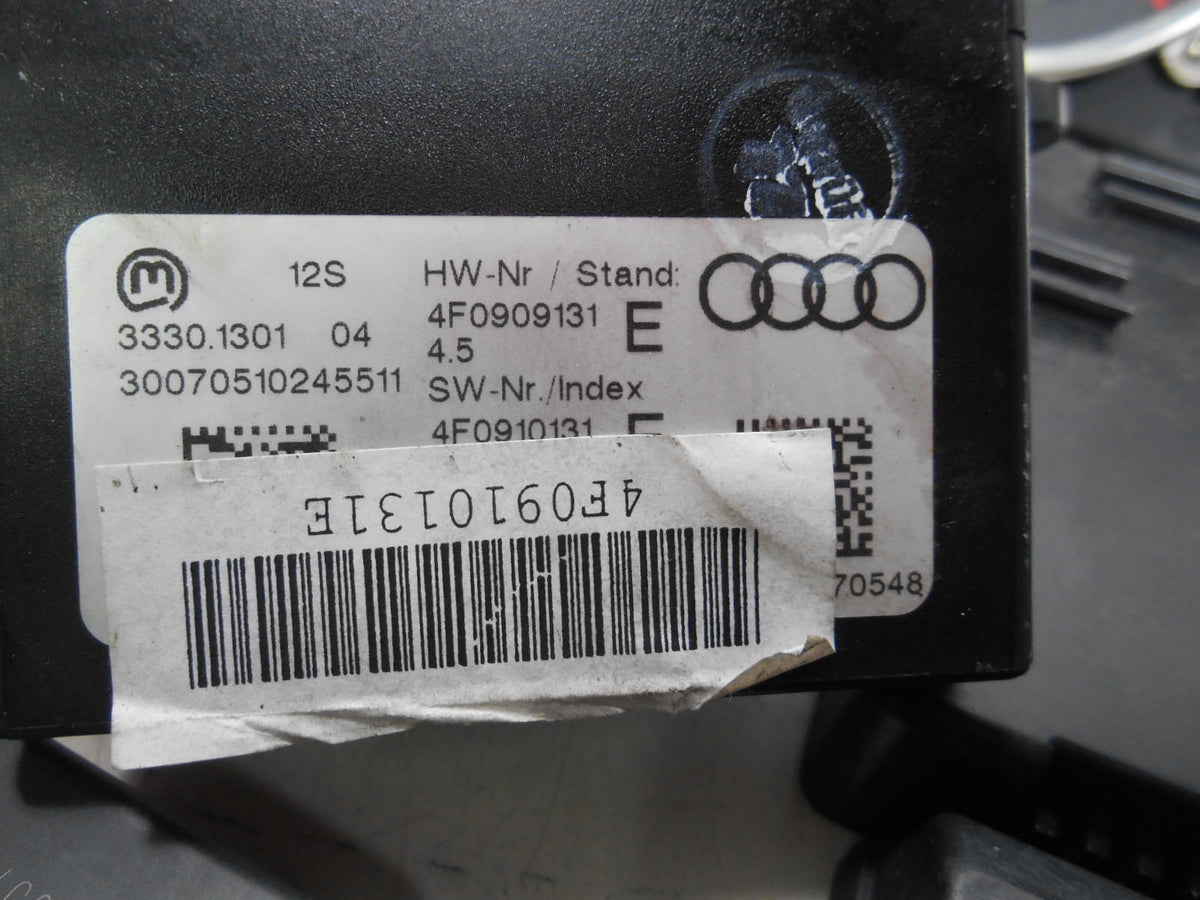 12S
HW-Nr / Stand:
3330.1301 04
4F0909131 E
4.5
30070510245511
SW-Nr./Index
4F0910131
4F0910131E
70548